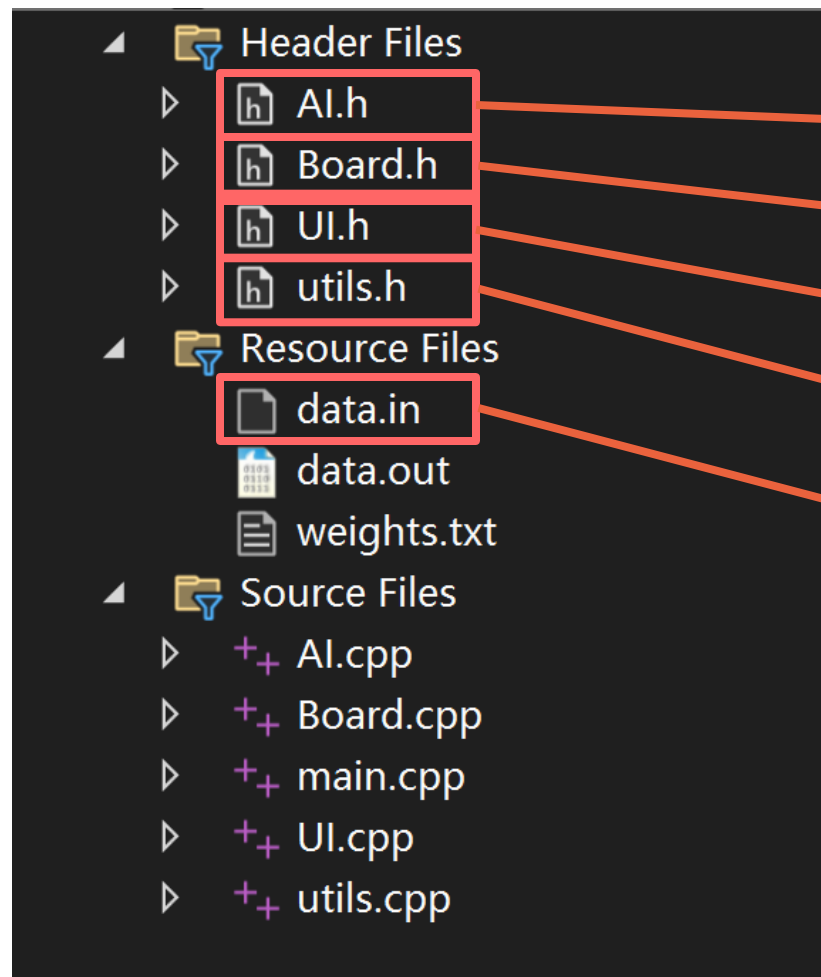 Header Files
AI.h
Board.h
UI.h
utils.h
Resource Files
data.in
data.out
weights.txt
Source Files
AI.cpp
Board.cpp
main.cpp
UI.cpp
utils.cpp